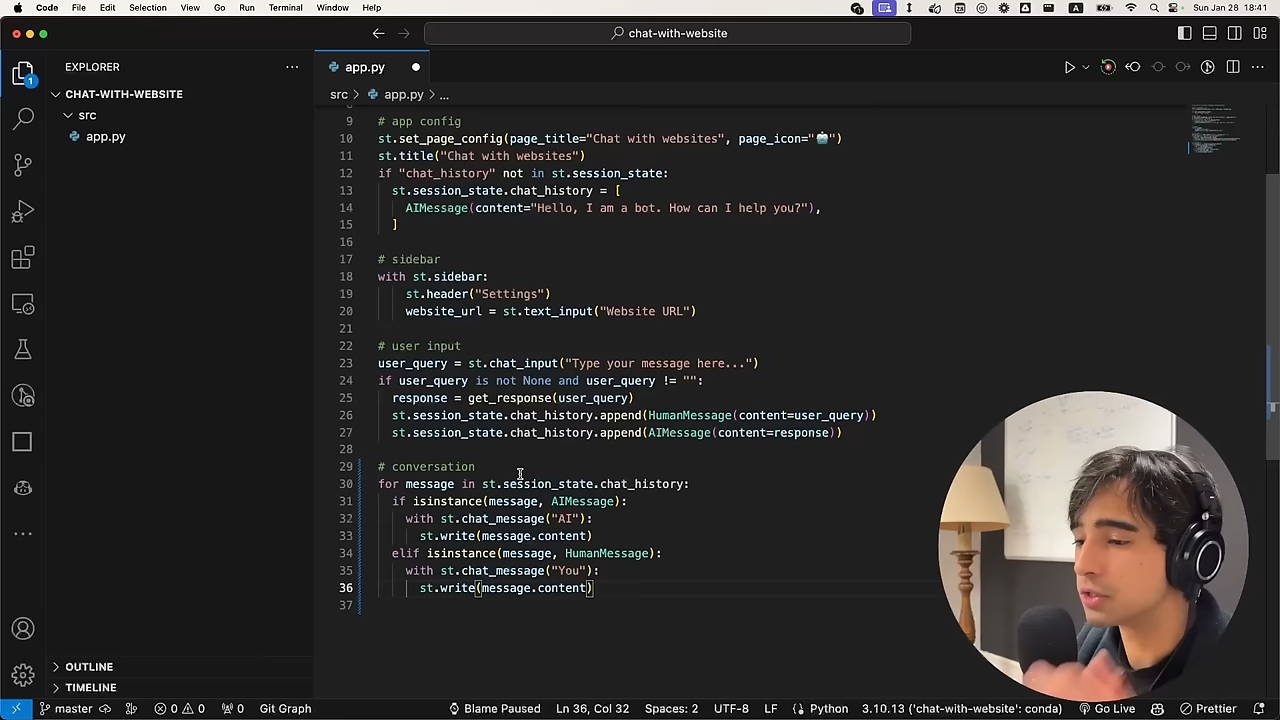 Code File Edit Selection View Go Run Terminal Window Help Sun Jan 28 18:41
chat-with-website
EXPLORER
app.py
CHAT-WITH-WEBSITE
src > app.py > ...
src
app.py
1
9 # app config
10 st.set_page_config(page_title="Chat with websites", page_icon="🤖")
11 st.title("Chat with websites")
12 if "chat_history" not in st.session_state:
13 st.session_state.chat_history = [
14 AIMessage(content="Hello, I am a bot. How can I help you?"),
15 ]
16
17 # sidebar
18 with st.sidebar:
19 st.header("Settings")
20 website_url = st.text_input("Website URL")
21
22 # user input
23 user_query = st.chat_input("Type your message here...")
24 if user_query is not None and user_query != "":
25 response = get_response(user_query)
26 st.session_state.chat_history.append(HumanMessage(content=user_query))
27 st.session_state.chat_history.append(AIMessage(content=response))
28
29 # conversation
30 for message in st.session_state.chat_history:
31 if isinstance(message, AIMessage):
32 with st.chat_message("AI"):
33 st.write(message.content)
34 elif isinstance(message, HumanMessage):
35 with st.chat_message("You"):
36 st.write(message.content)
37
OUTLINE
TIMELINE
master 0 0 0 Git Graph Blame Paused Ln 36, Col 32 Spaces: 2 UTF-8 LF Python 3.10.13 ('chat-with-website': conda) Go Live Prettier